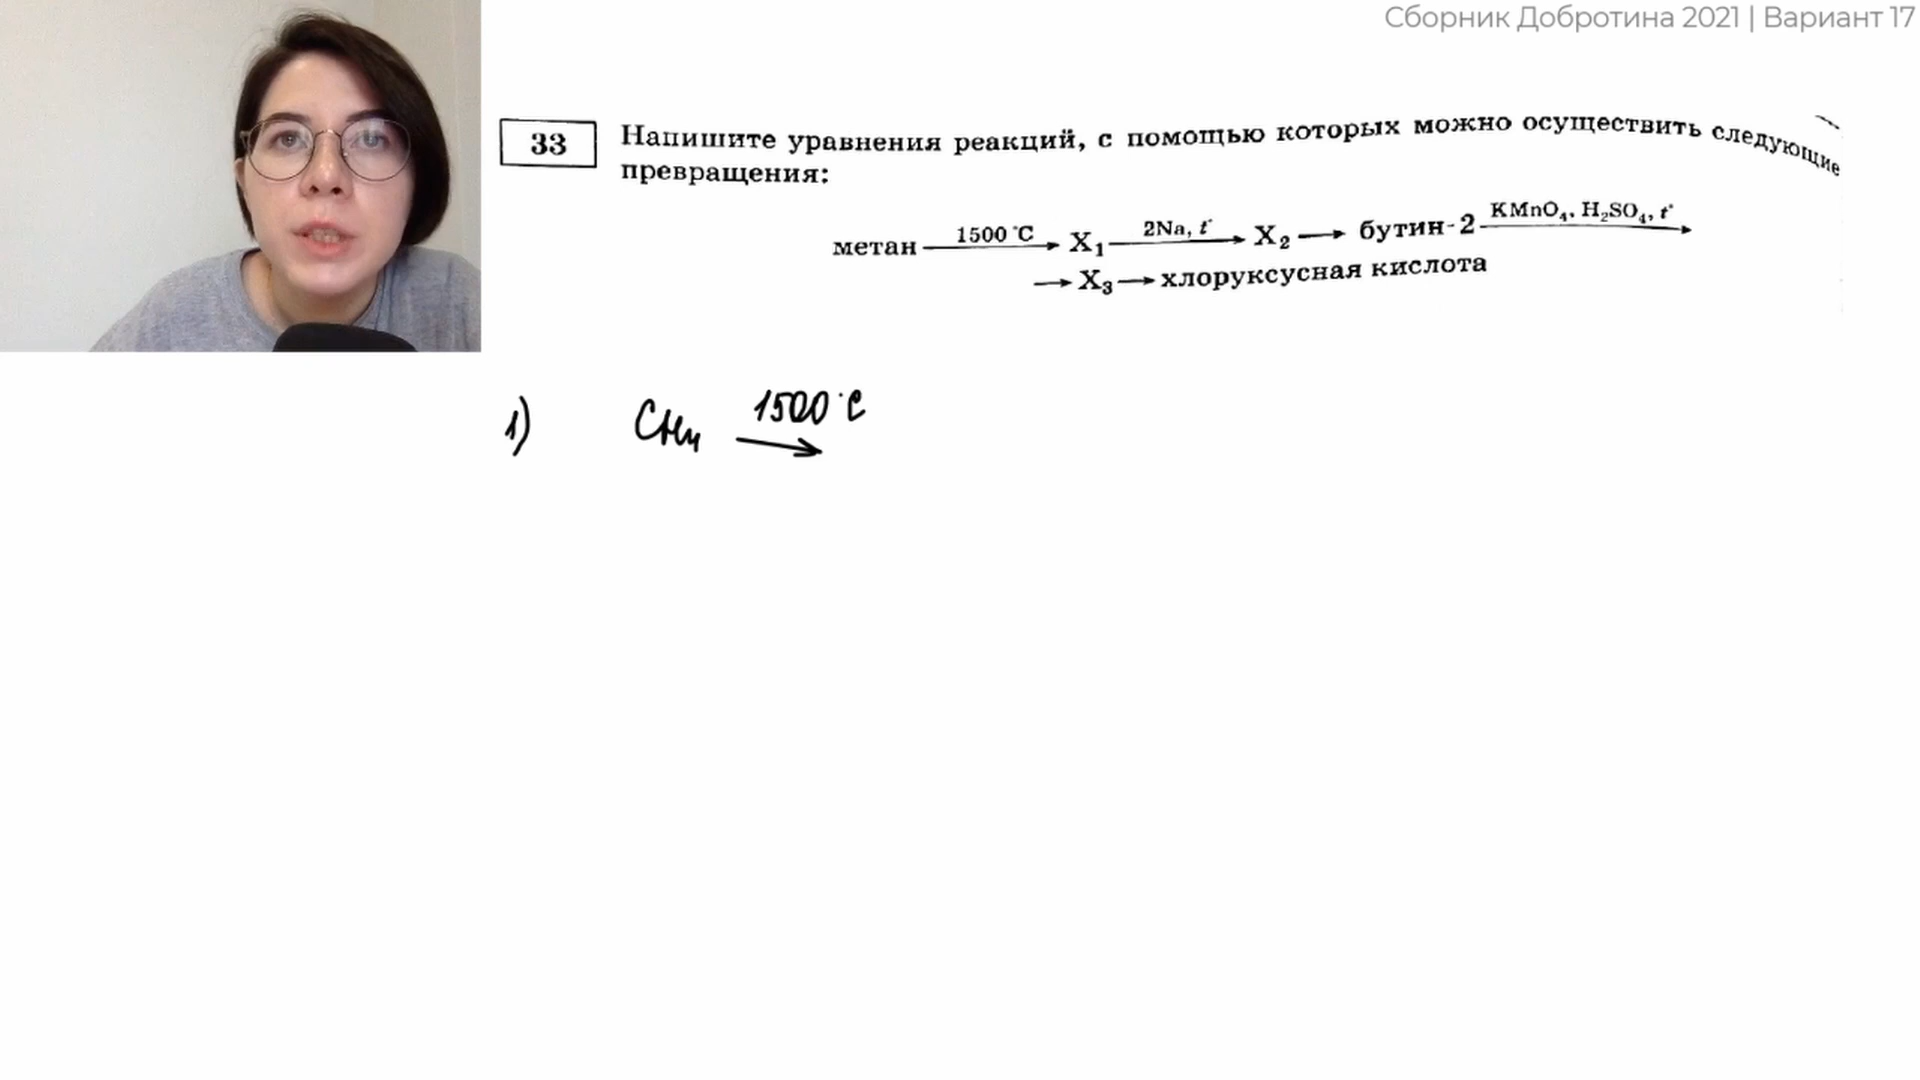 Сборник Добротина 2021 | Вариант 17
33 Напишите уравнения реакций, с помощью которых можно осуществить следующие
превращения:
метан 1500 °C → X₁ 2Na, t° → X₂ → бутин-2 KMnO₄, H₂SO₄, t° →
→ X₃ → хлоруксусная кислота
1) CH₄ 1500 °C →